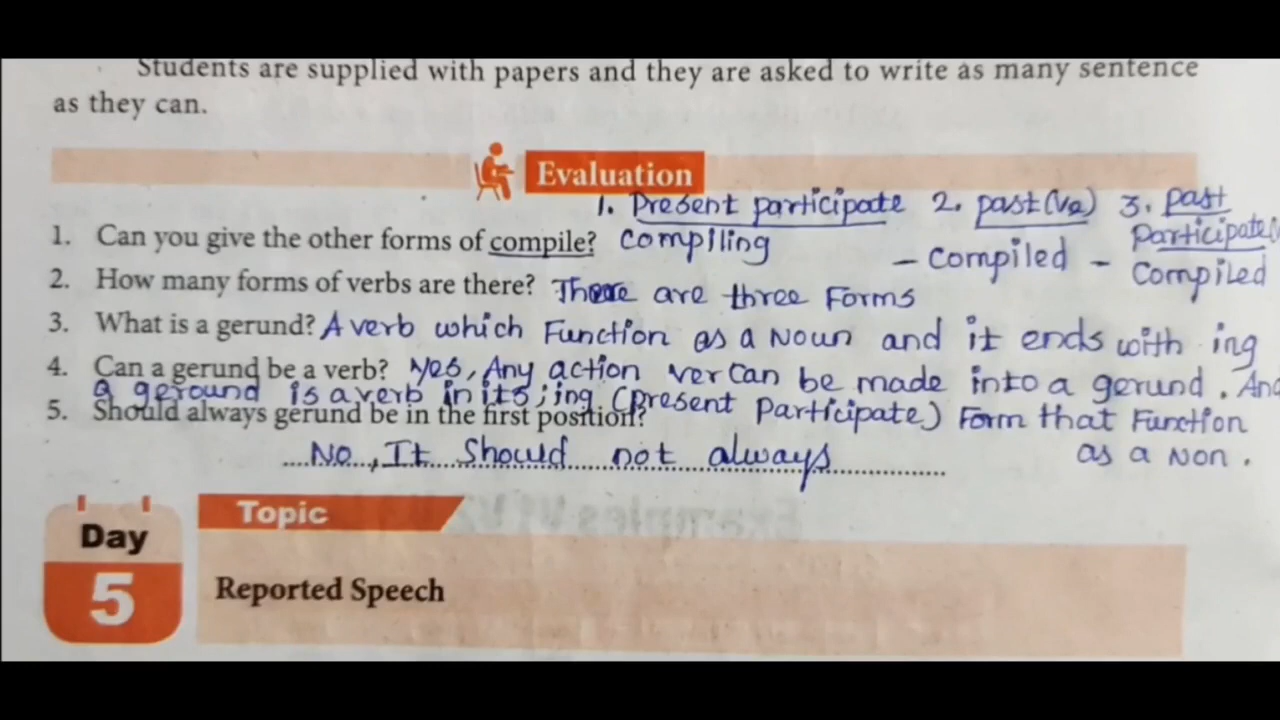 Students are supplied with papers and they are asked to write as many sentence
as they can.
Evaluation
1. Present participate 2. past (V2) 3. past
participate(
1. Can you give the other forms of compile? compiling - compiled - compiled
2. How many forms of verbs are there? There are three Forms
3. What is a gerund? A verb which Function as a Noun and it ends with ing
4. Can a gerund be a verb? yes, Any action ver can be made into a gerund. And
a geround is a verb in its; ing (present Participate) Form that Function
as a Non.
5. Should always gerund be in the first position?
No, It should not always
Day
5
Topic
Reported Speech